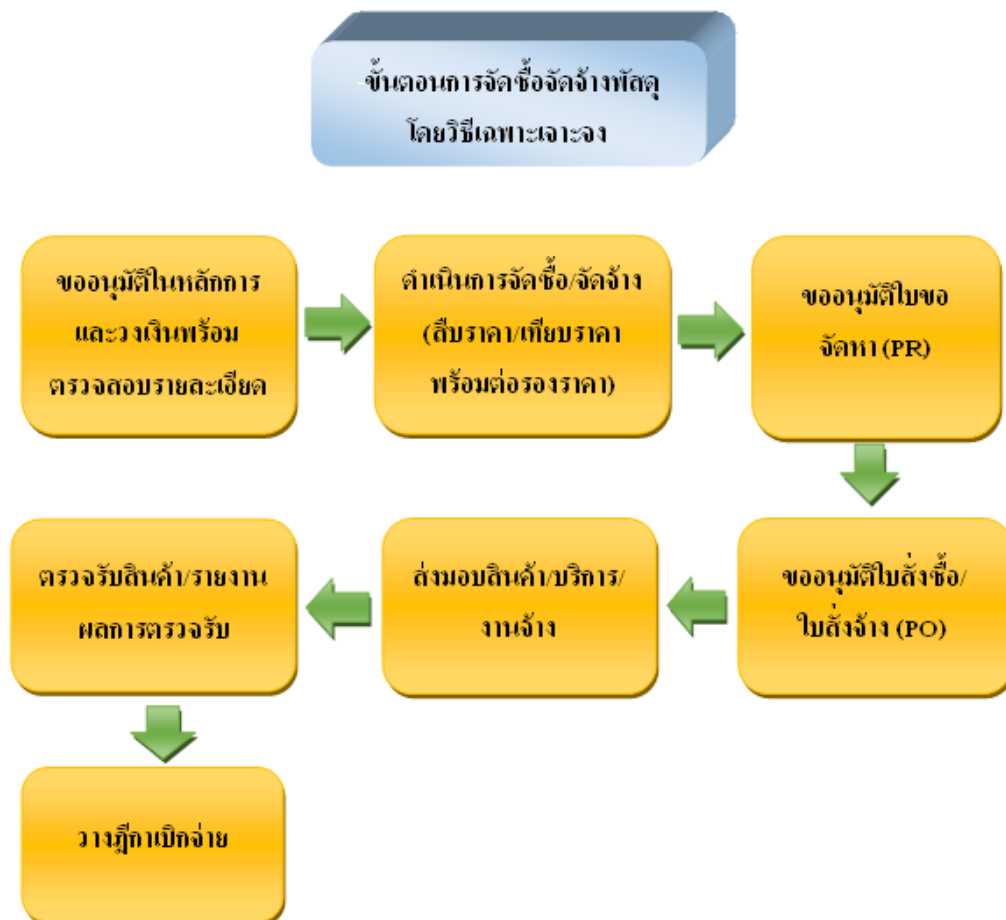 ขั้นตอนการจัดซื้อจัดจ้างพัสดุ
โดยวิธีเฉพาะเจาะจง
ขออนุมัติในหลักการ
และวงเงินพร้อม
ตรวจสอบรายละเอียด
ดำเนินการจัดซื้อ/จัดจ้าง
(สืบราคา/เทียบราคา
พร้อมต่อรองราคา)
ขออนุมัติใบขอ
จัดหา (PR)
ขออนุมัติใบสั่งซื้อ/
ใบสั่งจ้าง (PO)
ส่งมอบสินค้า/บริการ/
งานจ้าง
ตรวจรับสินค้า/รายงาน
ผลการตรวจรับ
วางฎีกาเบิกจ่าย